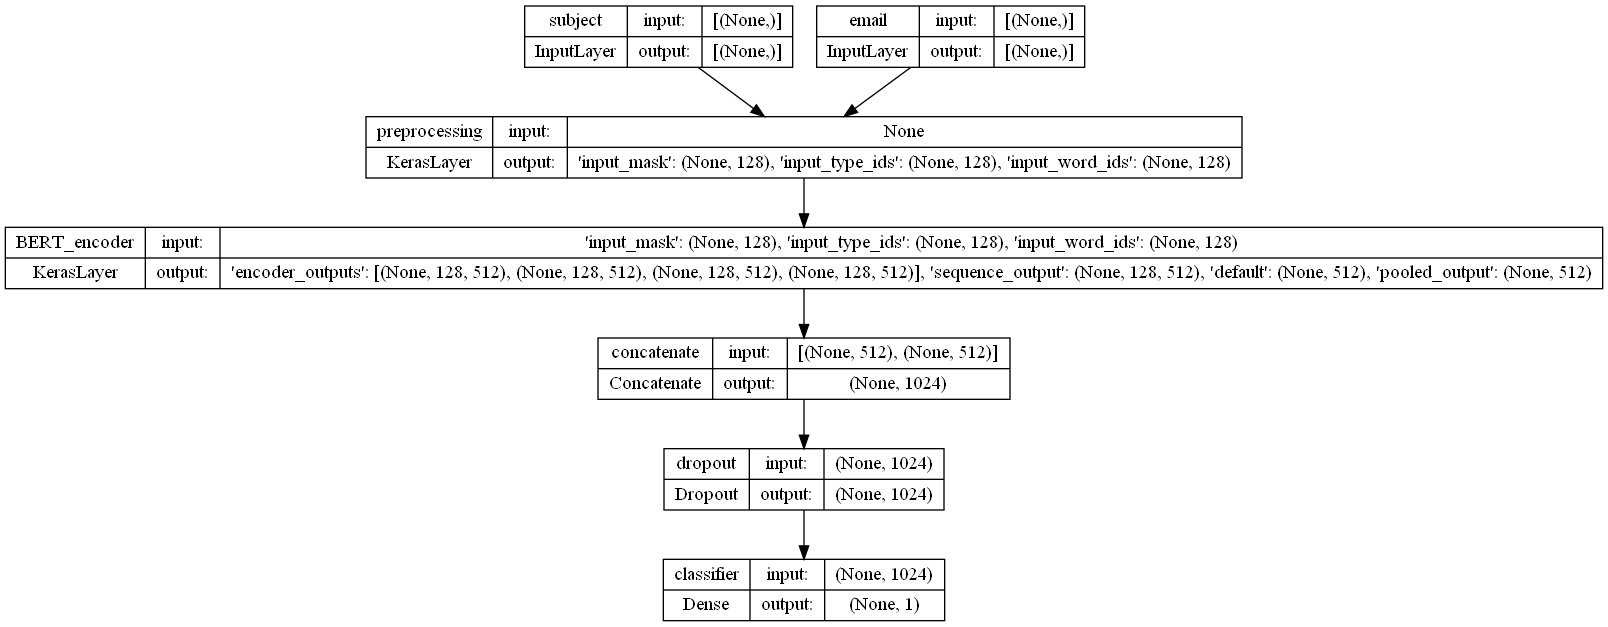 subject input: [(None,)]
InputLayer output: [(None,)]
email input: [(None,)]
InputLayer output: [(None,)]
preprocessing input: None
KerasLayer output: 'input_mask': (None, 128), 'input_type_ids': (None, 128), 'input_word_ids': (None, 128)
BERT_encoder input: 'input_mask': (None, 128), 'input_type_ids': (None, 128), 'input_word_ids': (None, 128)
KerasLayer output: 'encoder_outputs': [(None, 128, 512), (None, 128, 512), (None, 128, 512), (None, 128, 512)], 'sequence_output': (None, 128, 512), 'default': (None, 512), 'pooled_output': (None, 512)
concatenate input: [(None, 512), (None, 512)]
Concatenate output: (None, 1024)
dropout input: (None, 1024)
Dropout output: (None, 1024)
classifier input: (None, 1024)
Dense output: (None, 1)